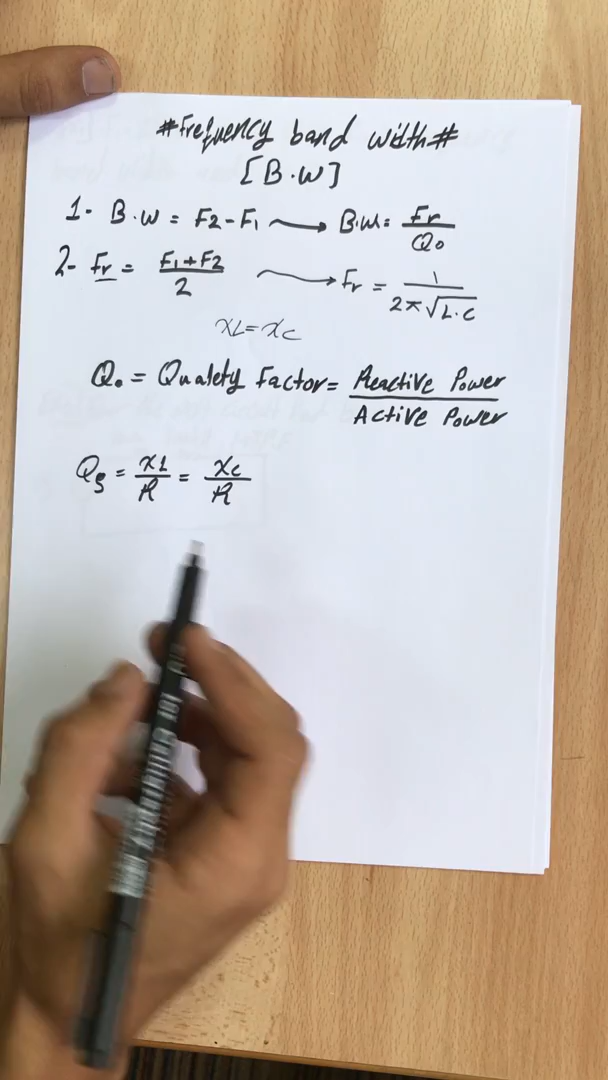 #Frequency band width#
[B.W]
1- B.W = F2-F1 → B.W = Fr/Q0
2- Fr = F1+F2/2 → Fr = 1/2π√L.C
XL=XC
Q0 = Qualety Factor = Reactive Power/Active Power
QS = XL/R = XC/R